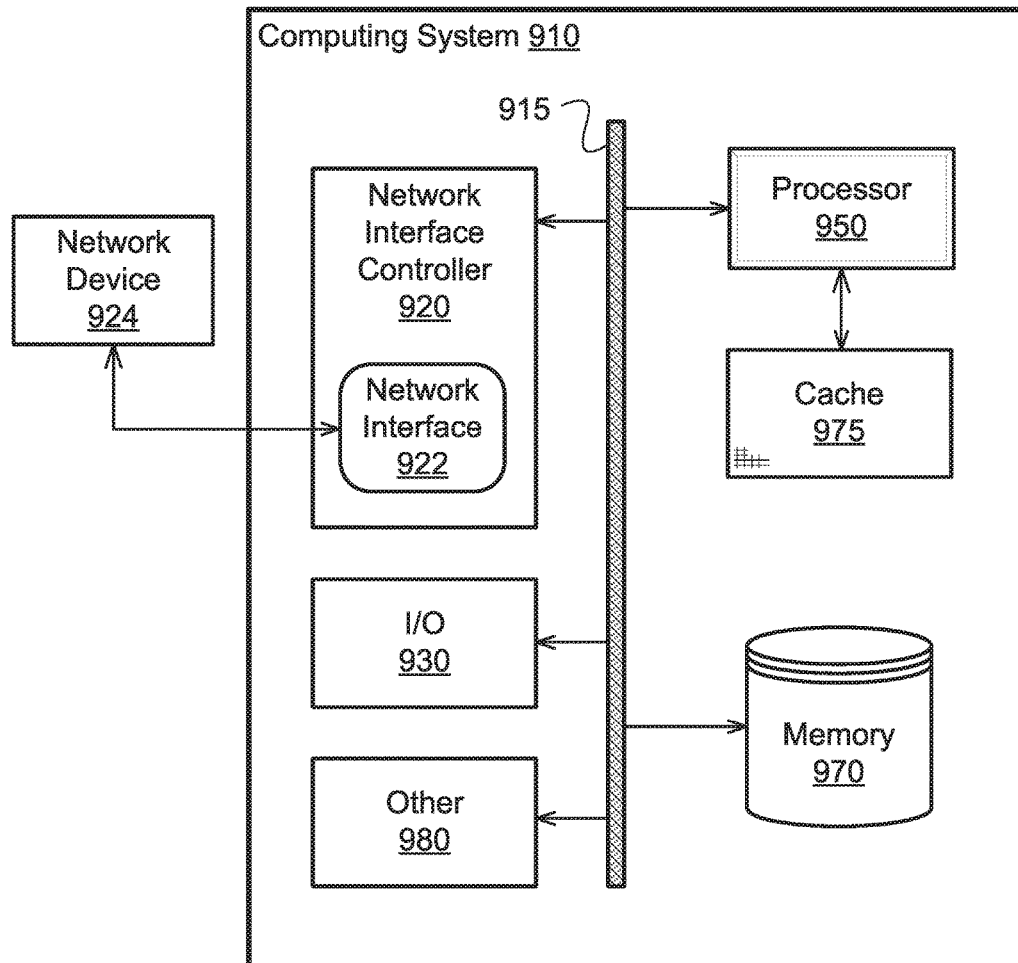 Computing System 910
915
Network
Interface
Controller
920
Network
Interface
922
Network
Device
924
Processor
950
Cache
975
I/O
930
Memory
970
Other
980